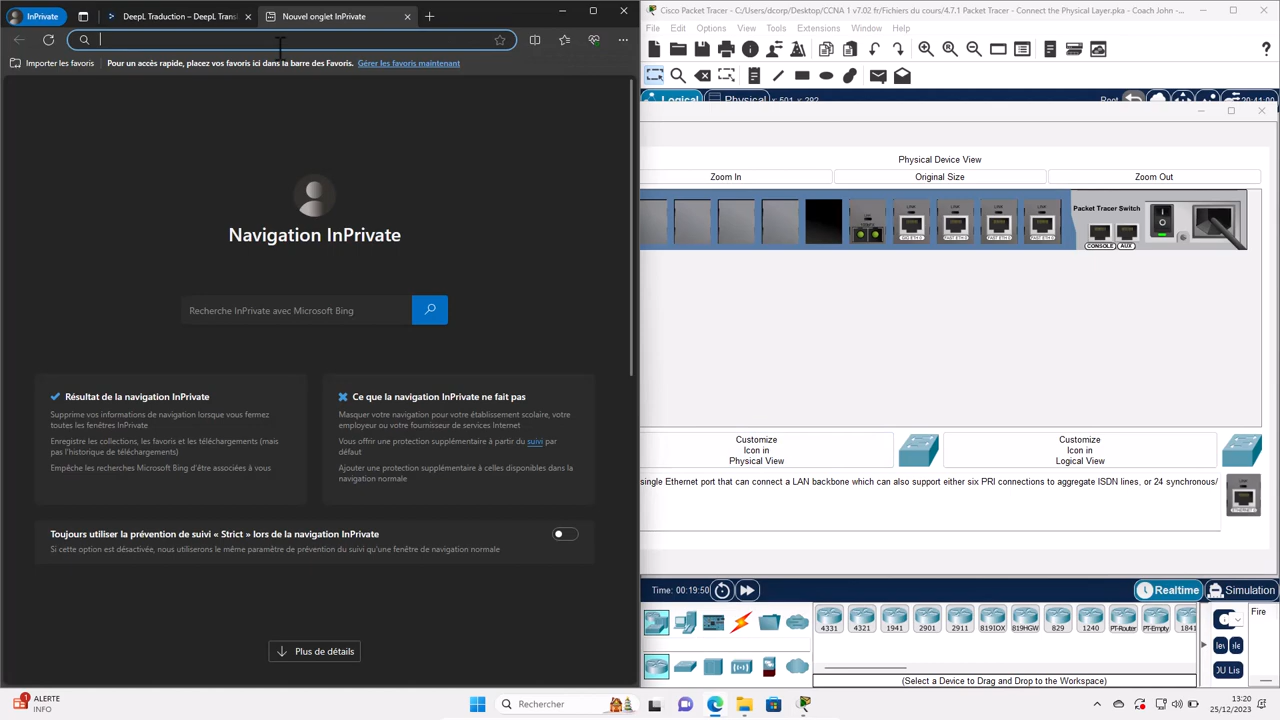 InPrivate
DeepL Traduction – DeepL Transl
Nouvel onglet InPrivate
Importer les favoris
Pour un accès rapide, placez vos favoris ici dans la barre des Favoris. Gérer les favoris maintenant
Navigation InPrivate
Recherche InPrivate avec Microsoft Bing
Résultat de la navigation InPrivate
Supprime vos informations de navigation lorsque vous fermez
toutes les fenêtres InPrivate
Enregistre les collections, les favoris et les téléchargements (mais
pas l'historique de téléchargements)
Empêche les recherches Microsoft Bing d'être associées à vous
Ce que la navigation InPrivate ne fait pas
Masquer votre navigation pour votre établissement scolaire, votre
employeur ou votre fournisseur de services Internet
Vous offrir une protection supplémentaire à partir du suivi par
défaut
Ajouter une protection supplémentaire à celles disponibles dans la
navigation normale
Toujours utiliser la prévention de suivi « Strict » lors de la navigation InPrivate
Si cette option est désactivée, nous utiliserons le même paramètre de prévention du suivi qu'une fenêtre de navigation normale
Plus de détails
Cisco Packet Tracer - C:/Users/dcorp/Desktop/CCNA 1 v7.02 fr/Fichiers du cours/4.7.1 Packet Tracer - Connect the Physical Layer.pka - Coach John -...
File Edit Options View Tools Extensions Window Help
Logical Physical x: 501 y: 292 Root 20:41:00
Physical Device View
Zoom In Original Size Zoom Out
Packet Tracer Switch
CONSOLE AUX
Customize
Icon in
Physical View
Customize
Icon in
Logical View
single Ethernet port that can connect a LAN backbone which can also support either six PRI connections to aggregate ISDN lines, or 24 synchronous/
Time: 00:19:50
Realtime Simulation
4331 4321 1941 2901 2911 819IOX 819HGW 829 1240 PT-Router PT-Empty 1841
Fire
(Select a Device to Drag and Drop to the Workspace)
ALERTE
INFO
Rechercher
13:20
25/12/2023